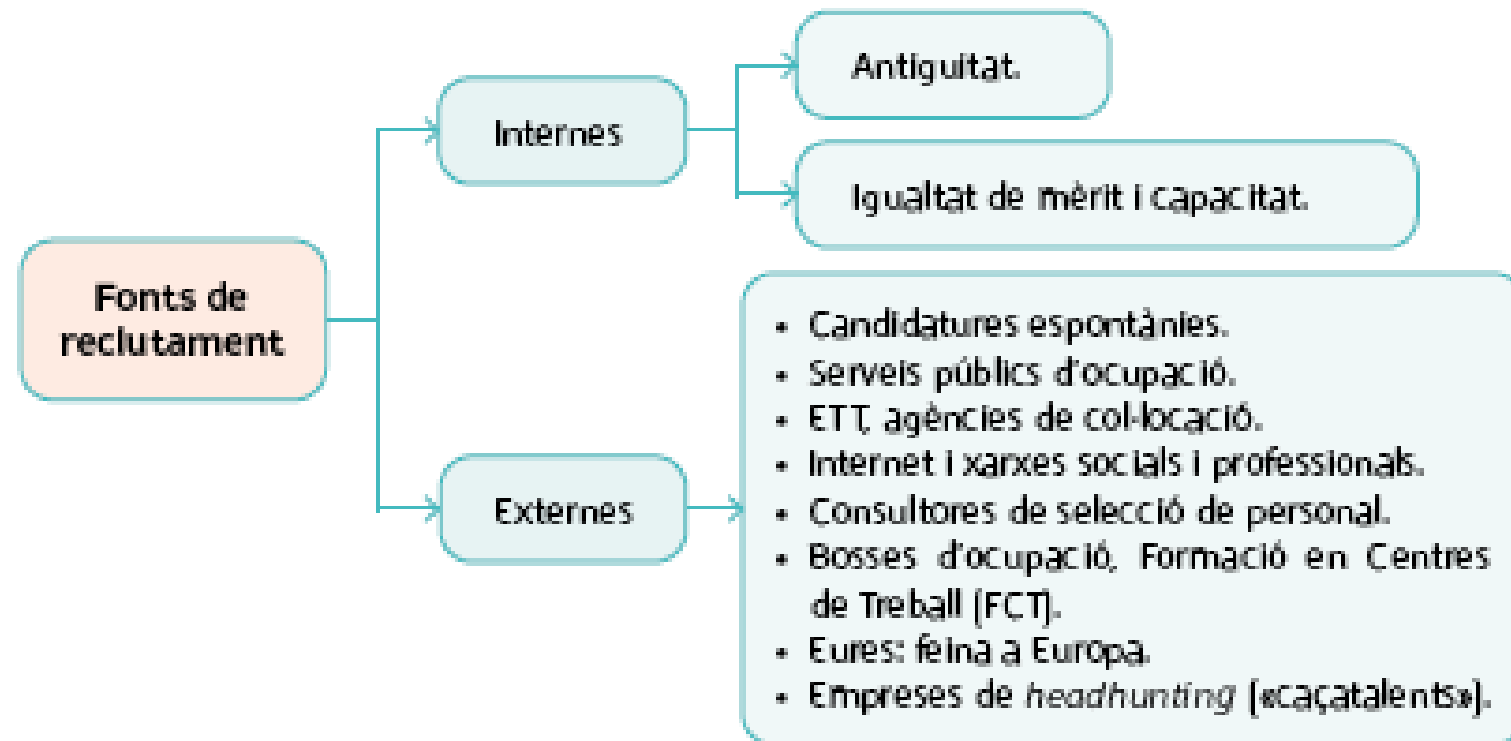 Fonts de
reclutament
Internes
Antiguitat.
Igualtat de mèrit i capacitat.
Externes
• Candidatures espontànies.
• Serveis públics d'ocupació.
• ETT, agències de col·locació.
• Internet i xarxes socials i professionals.
• Consultores de selecció de personal.
• Bosses d'ocupació, Formació en Centres
de Treball (FCT).
• Eures: feina a Europa.
• Empreses de headhunting («caçatalents»).